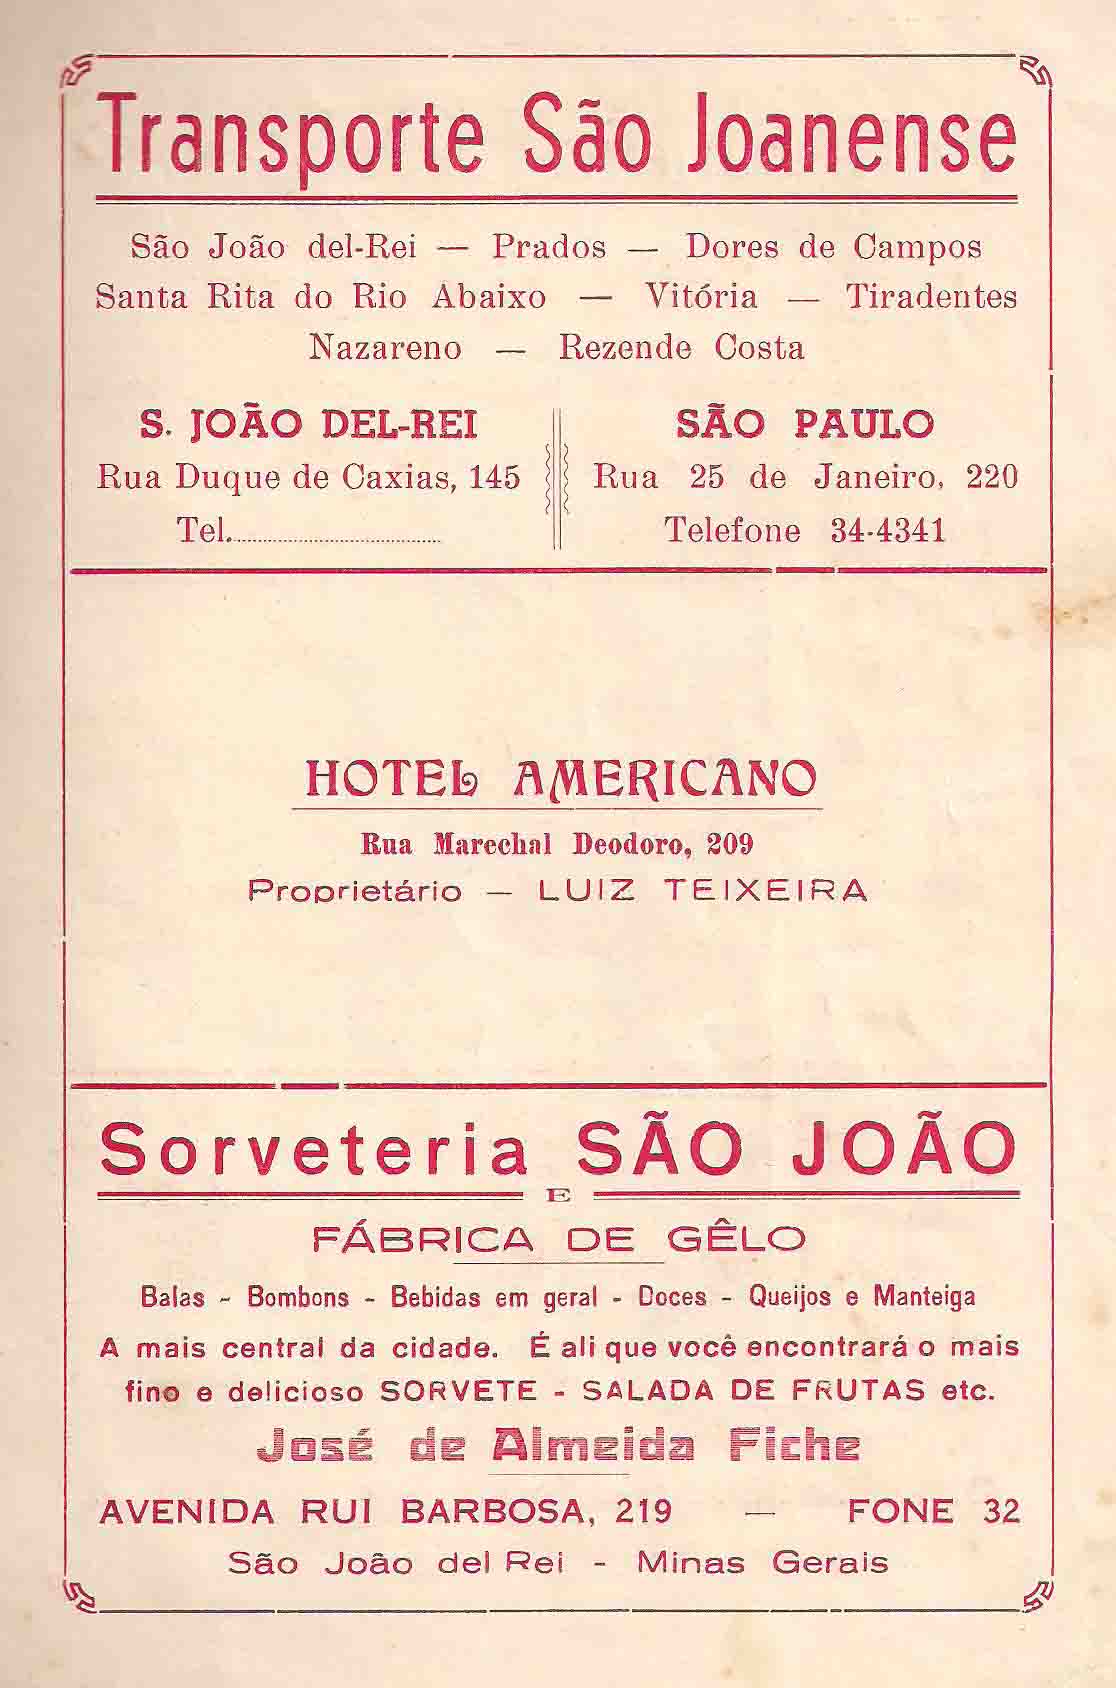 Transporte São Joanense
São João del-Rei — Prados — Dores de Campos
Santa Rita do Rio Abaixo — Vitória — Tiradentes
Nazareno — Rezende Costa
S. JOÃO DEL-REI
Rua Duque de Caxias, 145
Tel.......................................
SÃO PAULO
Rua 25 de Janeiro, 220
Telefone 34-4341
HOTEL AMERICANO
Rua Marechal Deodoro, 209
Proprietário — LUIZ TEIXEIRA
Sorveteria SÃO JOÃO
E
FÁBRICA DE GÊLO
Balas - Bombons - Bebidas em geral - Doces - Queijos e Manteiga
A mais central da cidade. É ali que você encontrará o mais
fino e delicioso SORVETE - SALADA DE FRUTAS etc.
José de Almeida Fiche
AVENIDA RUI BARBOSA, 219 — FONE 32
São João del Rei - Minas Gerais